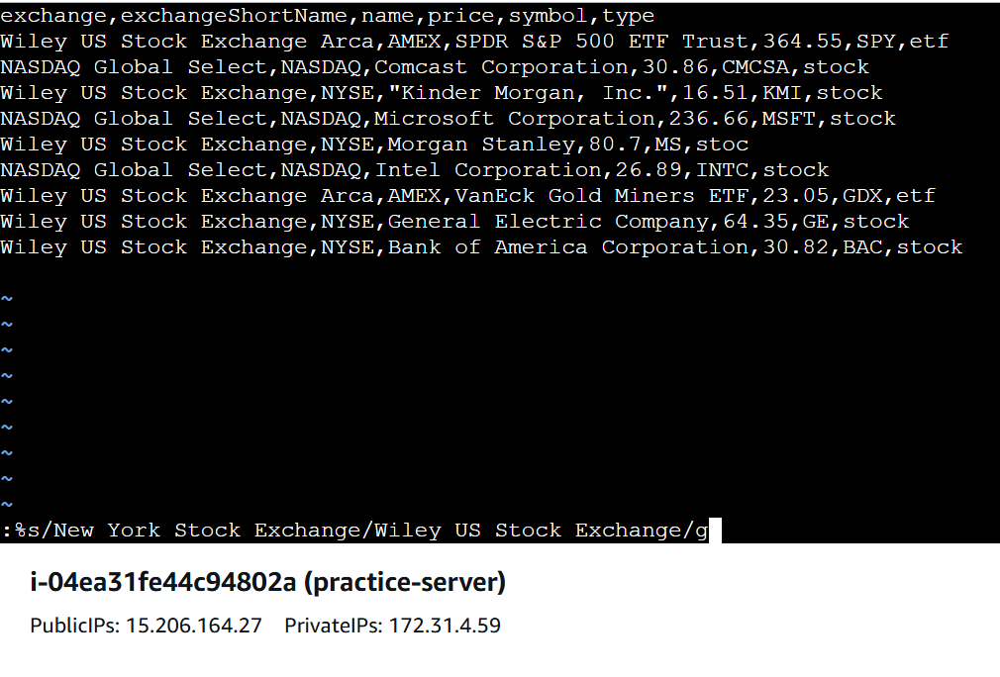 exchange,exchangeShortName,name,price,symbol,type
Wiley US Stock Exchange Arca,AMEX,SPDR S&P 500 ETF Trust,364.55,SPY,etf
NASDAQ Global Select,NASDAQ,Comcast Corporation,30.86,CMCSA,stock
Wiley US Stock Exchange,NYSE,"Kinder Morgan, Inc.",16.51,KMI,stock
NASDAQ Global Select,NASDAQ,Microsoft Corporation,236.66,MSFT,stock
Wiley US Stock Exchange,NYSE,Morgan Stanley,80.7,MS,stoc
NASDAQ Global Select,NASDAQ,Intel Corporation,26.89,INTC,stock
Wiley US Stock Exchange Arca,AMEX,VanEck Gold Miners ETF,23.05,GDX,etf
Wiley US Stock Exchange,NYSE,General Electric Company,64.35,GE,stock
Wiley US Stock Exchange,NYSE,Bank of America Corporation,30.82,BAC,stock
~
~
~
~
~
~
~
~
~
:%s/New York Stock Exchange/Wiley US Stock Exchange/g
i-04ea31fe44c94802a (practice-server)
PublicIPs: 15.206.164.27 PrivateIPs: 172.31.4.59